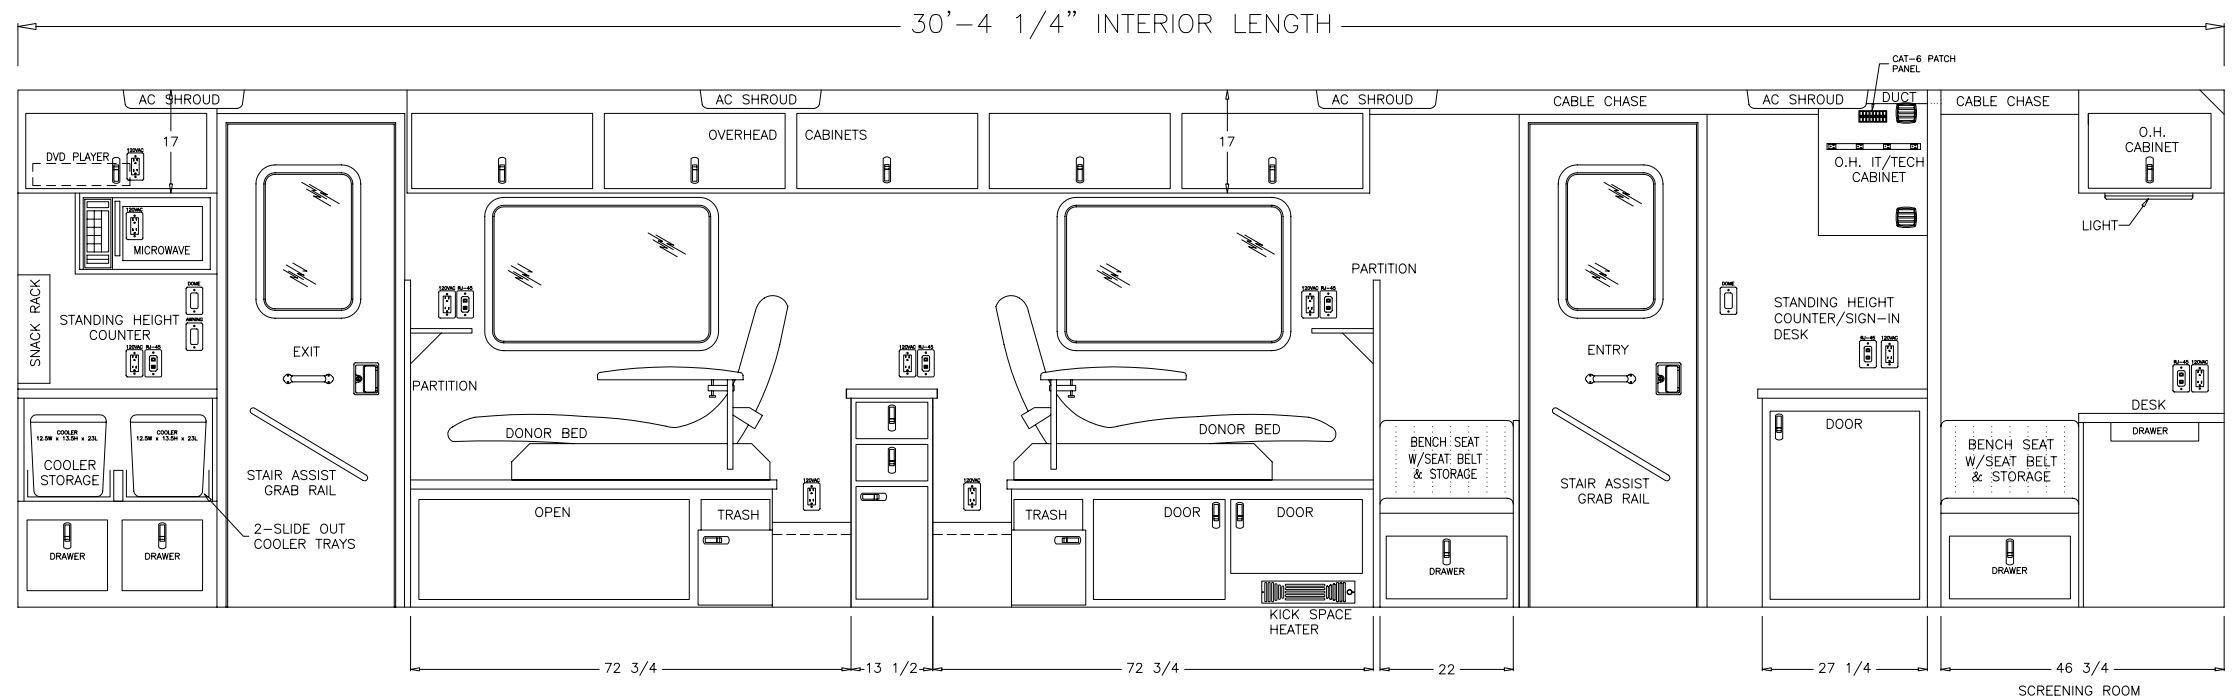 30'-4 1/4" INTERIOR LENGTH
CAT-6 PATCH
PANEL
AC SHROUD
AC SHROUD
AC SHROUD
CABLE CHASE
AC SHROUD
DUCT
CABLE CHASE
17
DVD PLAYER
120VAC
OVERHEAD
CABINETS
17
O.H.
CABINET
O.H. IT/TECH
CABINET
LIGHT
120VAC
MICROWAVE
SNACK RACK
DOME
AWNING
STANDING HEIGHT
COUNTER
120VAC RJ-45
EXIT
PARTITION
120VAC RJ-45
120VAC RJ-45
120VAC RJ-45
PARTITION
ENTRY
DOME
STANDING HEIGHT
COUNTER/SIGN-IN
DESK
RJ-45 120VAC
RJ-45 120VAC
DESK
DRAWER
COOLER
12.5W x 13.5H x 23L
COOLER
12.5W x 13.5H x 23L
COOLER
STORAGE
STAIR ASSIST
GRAB RAIL
2-SLIDE OUT
COOLER TRAYS
DRAWER
DRAWER
DONOR BED
DONOR BED
OPEN
TRASH
120VAC
120VAC
TRASH
DOOR
DOOR
KICK SPACE
HEATER
BENCH SEAT
W/SEAT BELT
& STORAGE
DRAWER
STAIR ASSIST
GRAB RAIL
DOOR
BENCH SEAT
W/SEAT BELT
& STORAGE
DRAWER
72 3/4
13 1/2
72 3/4
22
27 1/4
46 3/4
SCREENING ROOM